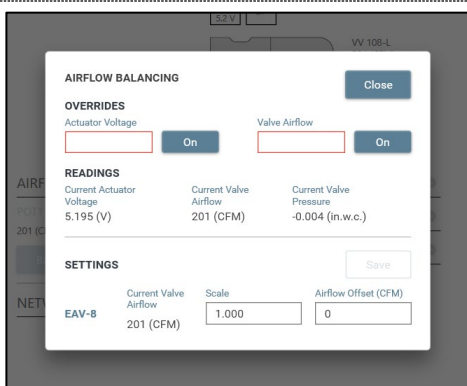 5.2 V
VV 108-L
AIRFLOW BALANCING
Close
OVERRIDES
Actuator Voltage
Valve Airflow
On
On
READINGS
Current Actuator
Voltage
Current Valve
Airflow
Current Valve
Pressure
5.195 (V)
201 (CFM)
-0.004 (in.w.c.)
AIRF
201 (C
SETTINGS
Save
NET
Current Valve
Airflow
Scale
Airflow Offset (CFM)
EAV-8
201 (CFM)
1.000
0